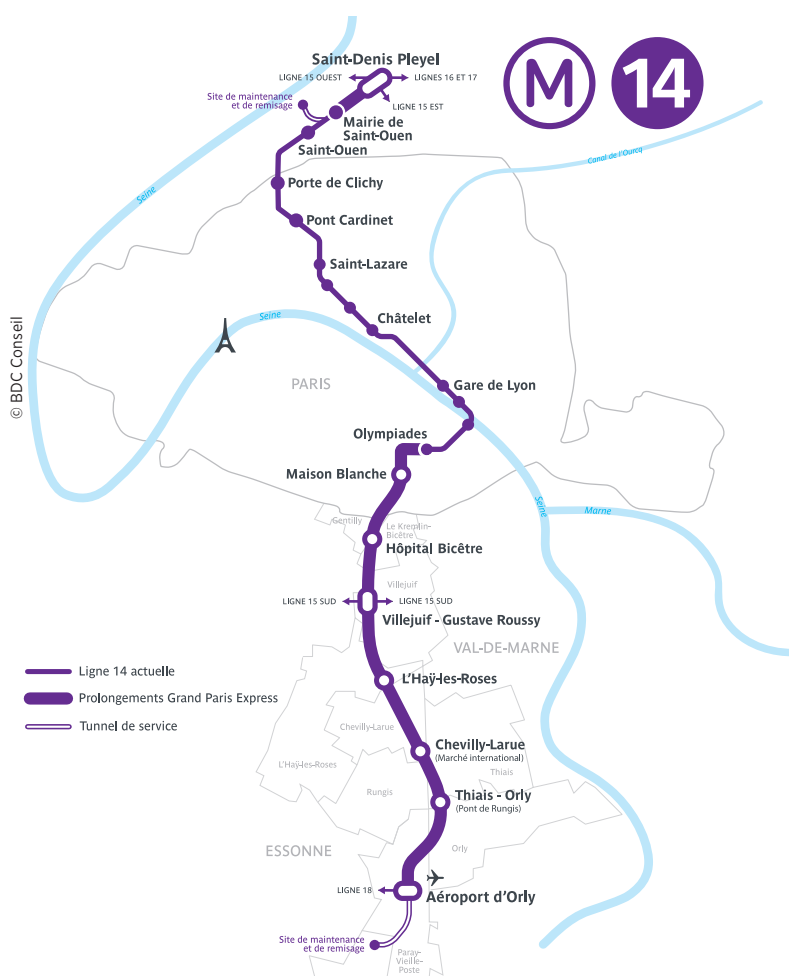 Saint-Denis Pleyel
LIGNE 15 OUEST
LIGNES 16 ET 17
LIGNE 15 EST
Site de maintenance
et de remisage
M
14
Mairie de
Saint-Ouen
Saint-Ouen
Canal de l'Ourcq
Porte de Clichy
Seine
Pont Cardinet
Saint-Lazare
Seine
Châtelet
© BDC Conseil
PARIS
Gare de Lyon
Olympiades
Maison Blanche
Seine
Marne
Gentilly
Le Kremlin-
Bicêtre
Hôpital Bicêtre
Villejuif
LIGNE 15 SUD
LIGNE 15 SUD
Villejuif - Gustave Roussy
VAL-DE-MARNE
Ligne 14 actuelle
Prolongements Grand Paris Express
Tunnel de service
L'Haÿ-les-Roses
Chevilly-Larue
Chevilly-Larue
(Marché international)
L'Haÿ-les-Roses
Thiais
Rungis
Thiais - Orly
(Pont de Rungis)
ESSONNE
Orly
LIGNE 18
Aéroport d'Orly
Site de maintenance
et de remisage
Paray-
Vieille-
Poste